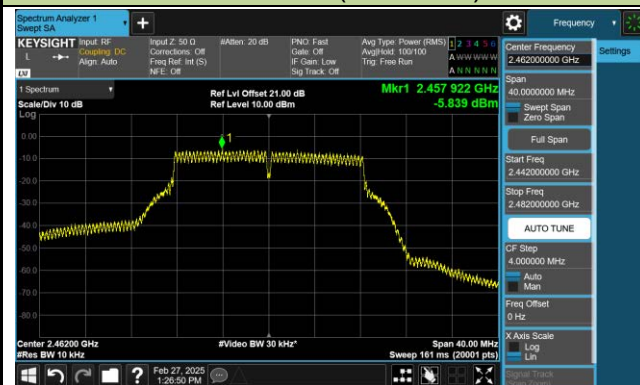 Spectrum Analyzer 1
Swept SA
Frequency
KEYSIGHT
Input: RF
Coupling: DC
Align: Auto
Input Z: 50 Ω
Corrections: Off
Freq Ref: Int (S)
NFE: Off
#Atten: 20 dB
PNO: Fast
Gate: Off
IF Gain: Low
Sig Track: Off
Avg Type: Power (RMS)
Avg|Hold: 100/100
Trig: Free Run
1 2 3 4 5 6
A W W W W W
A N N N N N
L
LXI
1 Spectrum
Scale/Div 10 dB
Log
Ref Lvl Offset 21.00 dB
Ref Level 10.00 dBm
Mkr1 2.457 922 GHz
-5.839 dBm
1
0.00
-10.0
-20.0
-30.0
-40.0
-50.0
-60.0
-70.0
-80.0
Center 2.46200 GHz
#Res BW 10 kHz
#Video BW 30 kHz*
Span 40.00 MHz
Sweep 161 ms (20001 pts)
Feb 27, 2025
1:26:50 PM
Center Frequency
2.462000000 GHz
Settings
Span
40.0000000 MHz
Swept Span
Zero Span
Full Span
Start Freq
2.442000000 GHz
Stop Freq
2.482000000 GHz
AUTO TUNE
CF Step
4.000000 MHz
Auto
Man
Freq Offset
0 Hz
X Axis Scale
Log
Lin
Signal Track